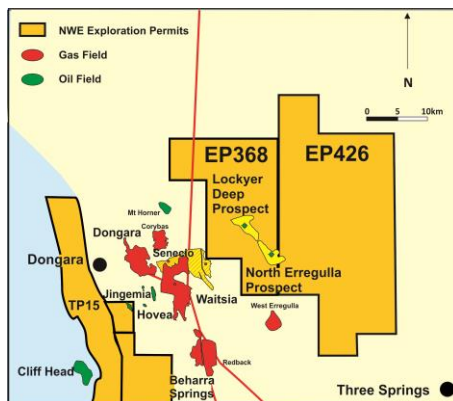 NWE Exploration Permits
Gas Field
Oil Field
N
0 5 10km
EP368
EP426
Lockyer
Deep
Prospect
Mt Horner
Corybas
Dongara
Senecio
Dongara
North Erregulla
Prospect
TP15
Jingemia
Waitsia
Hovea
West Erregulla
Redback
Cliff Head
Beharra
Springs
Three Springs